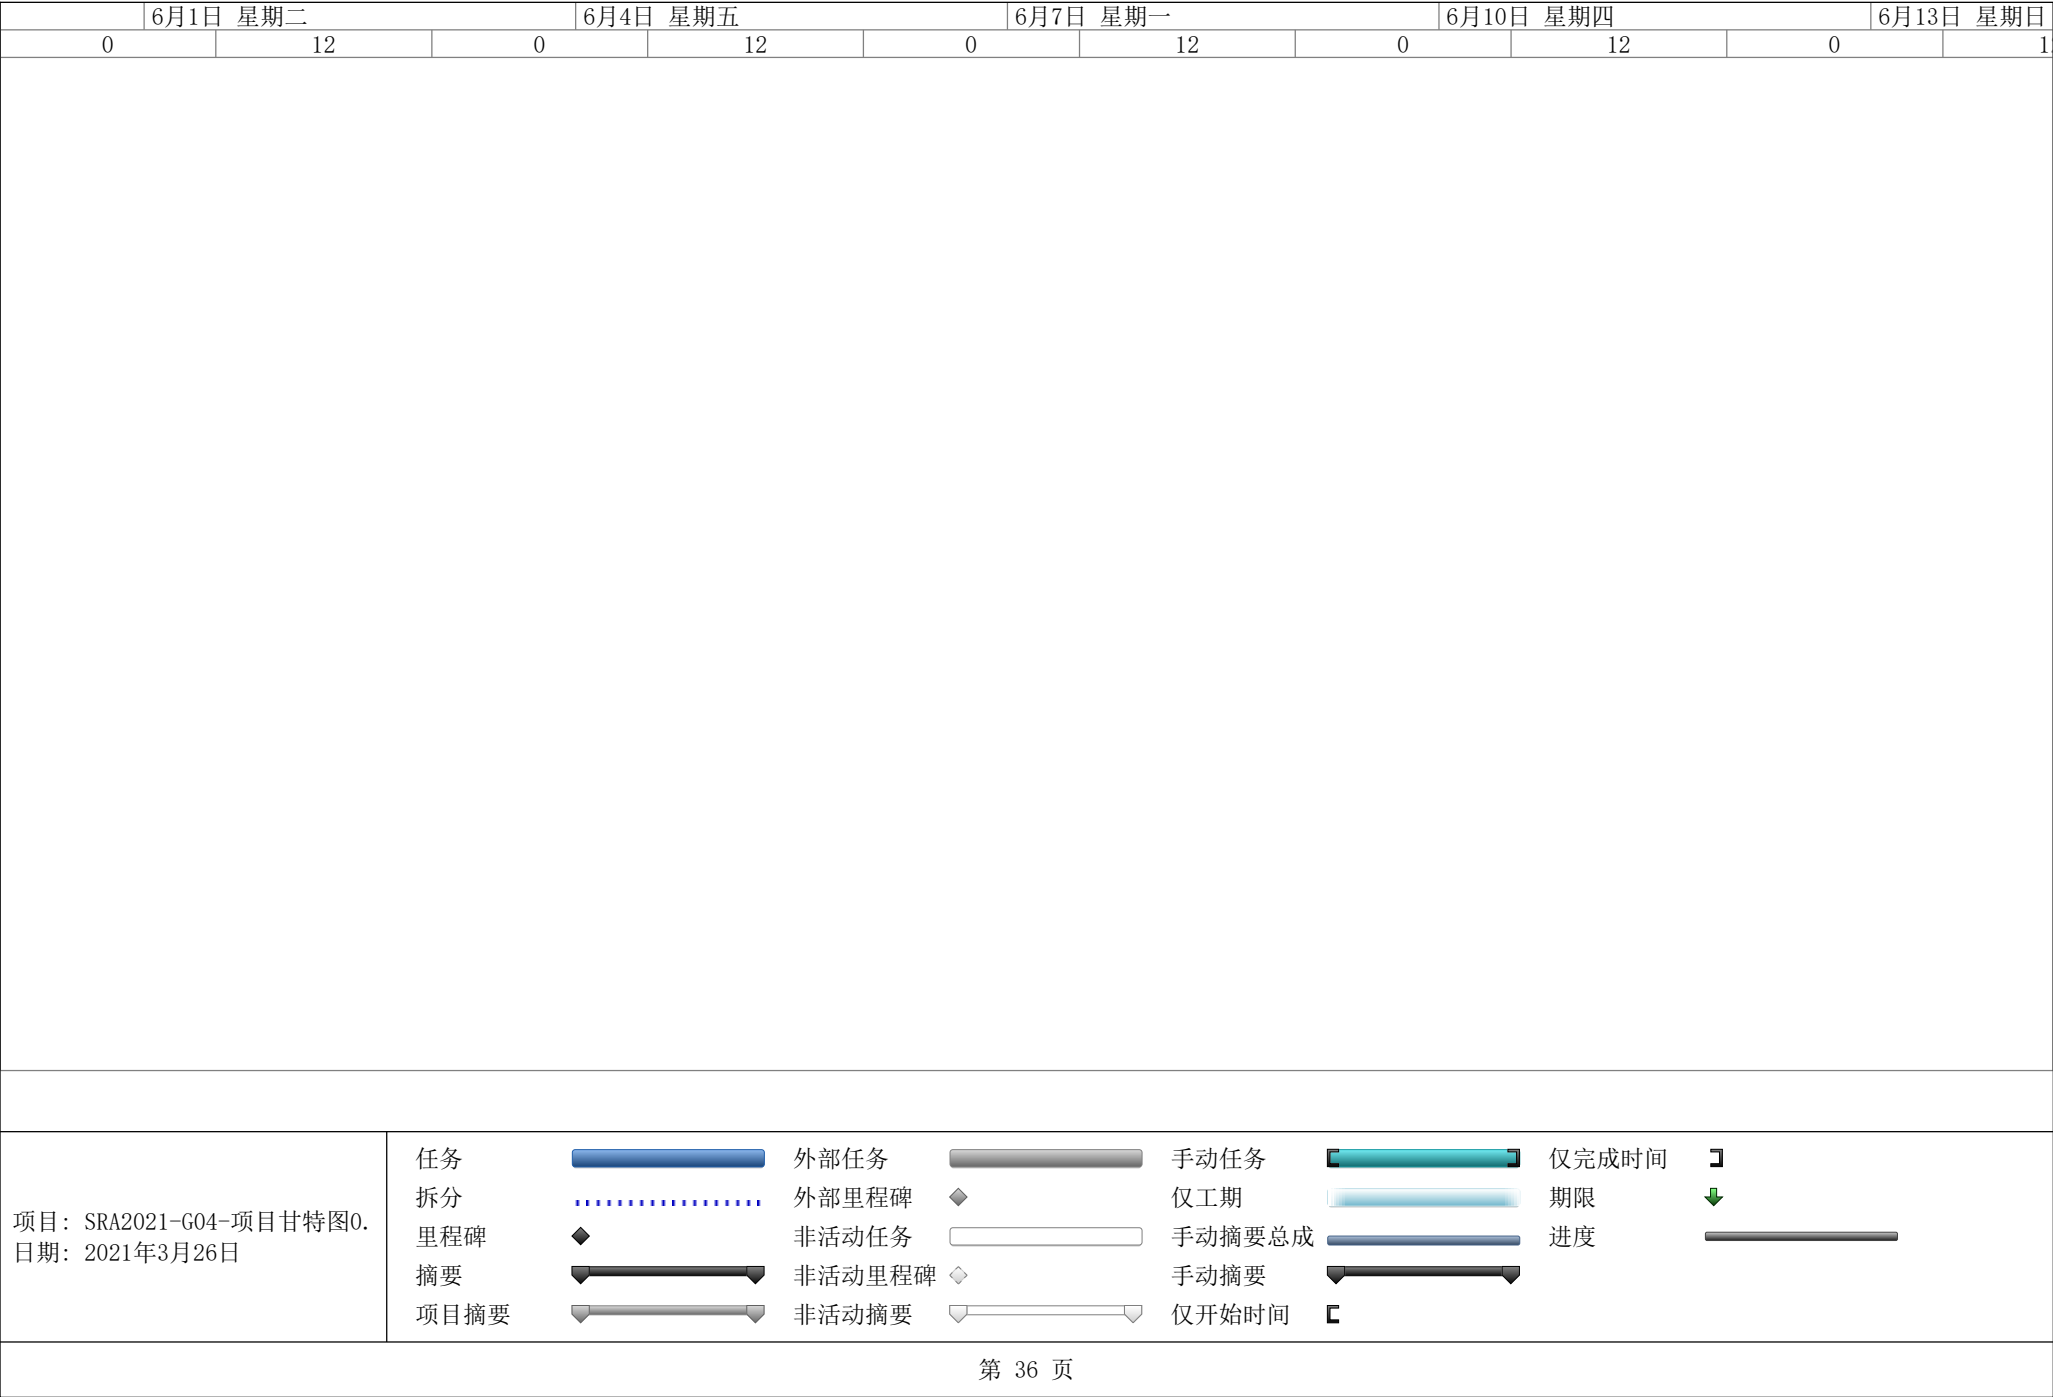 6月1日 星期二 6月4日 星期五 6月7日 星期一 6月10日 星期四 6月13日 星期日
0 12 0 12 0 12 0 12 0 1
任务 外部任务 手动任务 仅完成时间
拆分 外部里程碑 仅工期 期限
项目: SRA2021-G04-项目甘特图0.
里程碑 非活动任务 手动摘要总成 进度
日期: 2021年3月26日
摘要 非活动里程碑 手动摘要
项目摘要 非活动摘要 仅开始时间
第 36 页